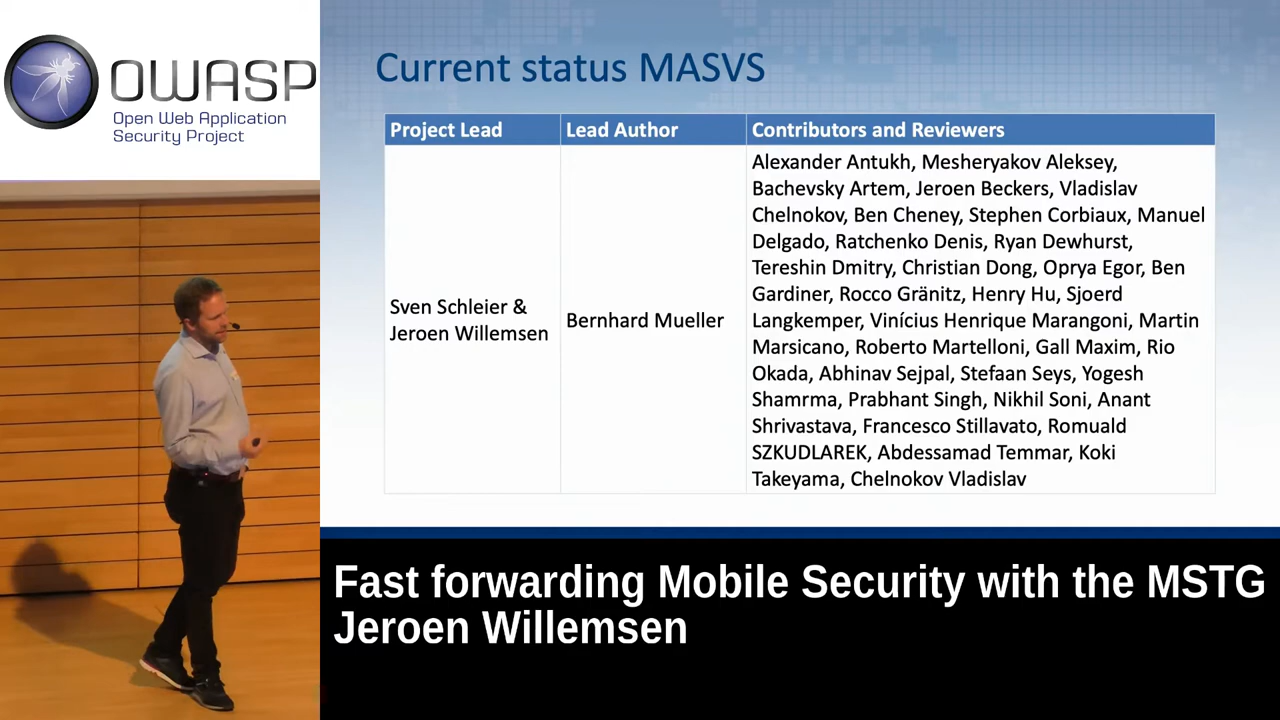 OWASP
Open Web Application
Security Project
Current status MASVS
Project Lead
Lead Author
Contributors and Reviewers
Sven Schleier &
Jeroen Willemsen
Bernhard Mueller
Alexander Antukh, Mesheryakov Aleksey,
Bachevsky Artem, Jeroen Beckers, Vladislav
Chelnokov, Ben Cheney, Stephen Corbiaux, Manuel
Delgado, Ratchenko Denis, Ryan Dewhurst,
Tereshin Dmitry, Christian Dong, Oprya Egor, Ben
Gardiner, Rocco Gränitz, Henry Hu, Sjoerd
Langkemper, Vinícius Henrique Marangoni, Martin
Marsicano, Roberto Martelloni, Gall Maxim, Rio
Okada, Abhinav Sejpal, Stefaan Seys, Yogesh
Shamrma, Prabhant Singh, Nikhil Soni, Anant
Shrivastava, Francesco Stillavato, Romuald
SZKUDLAREK, Abdessamad Temmar, Koki
Takeyama, Chelnokov Vladislav
Fast forwarding Mobile Security with the MSTG
Jeroen Willemsen